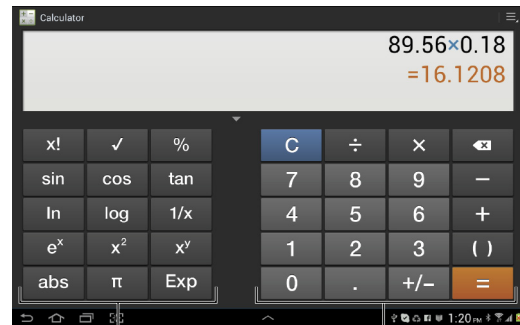 Calculator
89.56×0.18
=16.1208
x! √ % C ÷ ×
sin cos tan 7 8 9 −
ln log 1/x 4 5 6 +
eˣ x² xʸ 1 2 3 ( )
abs π Exp 0 . +/− =
1:20 PM